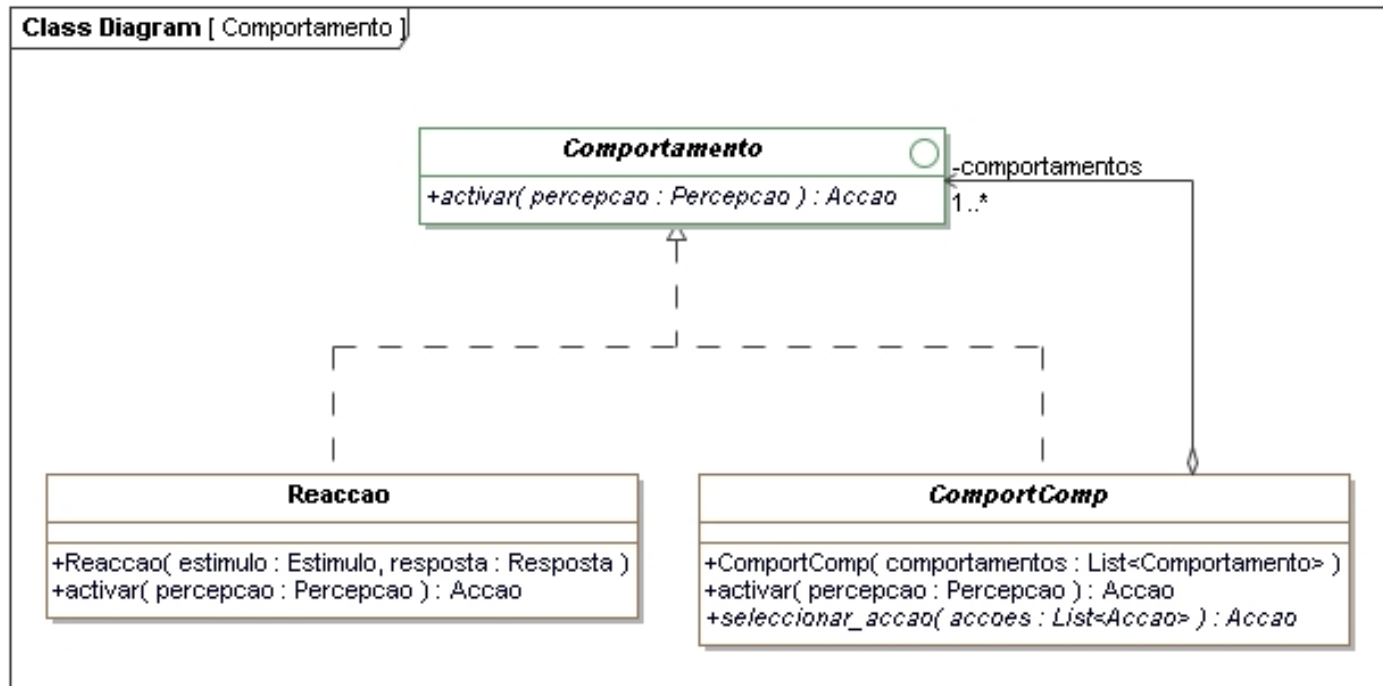 Class Diagram [ Comportamento ]
Comportamento
+activar( percepcao : Percepcao ) : Accao
-comportamentos
1..*
Reaccao
+Reaccao( estimulo : Estimulo, resposta : Resposta )
+activar( percepcao : Percepcao ) : Accao
ComportComp
+ComportComp( comportamentos : List<Comportamento> )
+activar( percepcao : Percepcao ) : Accao
+seleccionar_accao( accoes : List<Accao> ) : Accao